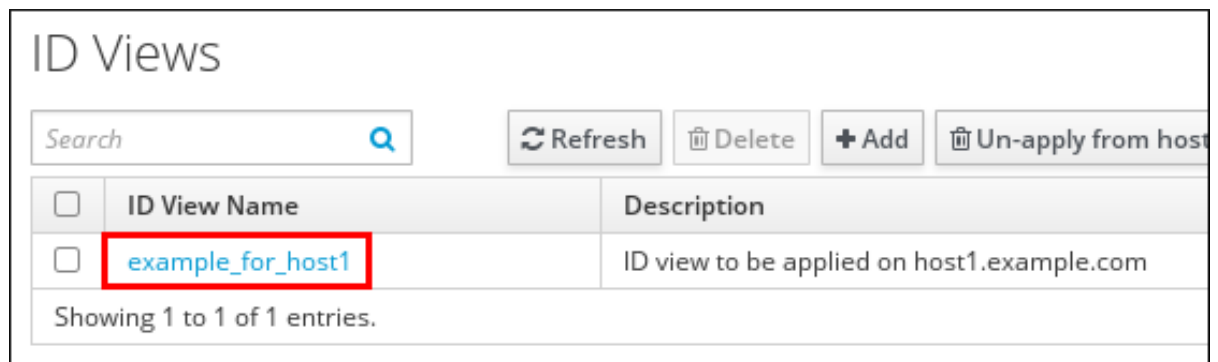 ID Views
Search Refresh Delete Add Un-apply from host
ID View Name Description
example_for_host1 ID view to be applied on host1.example.com
Showing 1 to 1 of 1 entries.